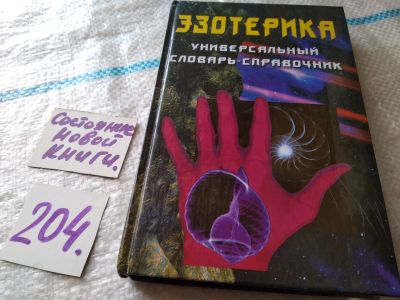 ЭЗОТЕРИКА
УНИВЕРСАЛЬНЫЙ
СЛОВАРЬ-СПРАВОЧНИК
Состояние
новой
книги.
204.